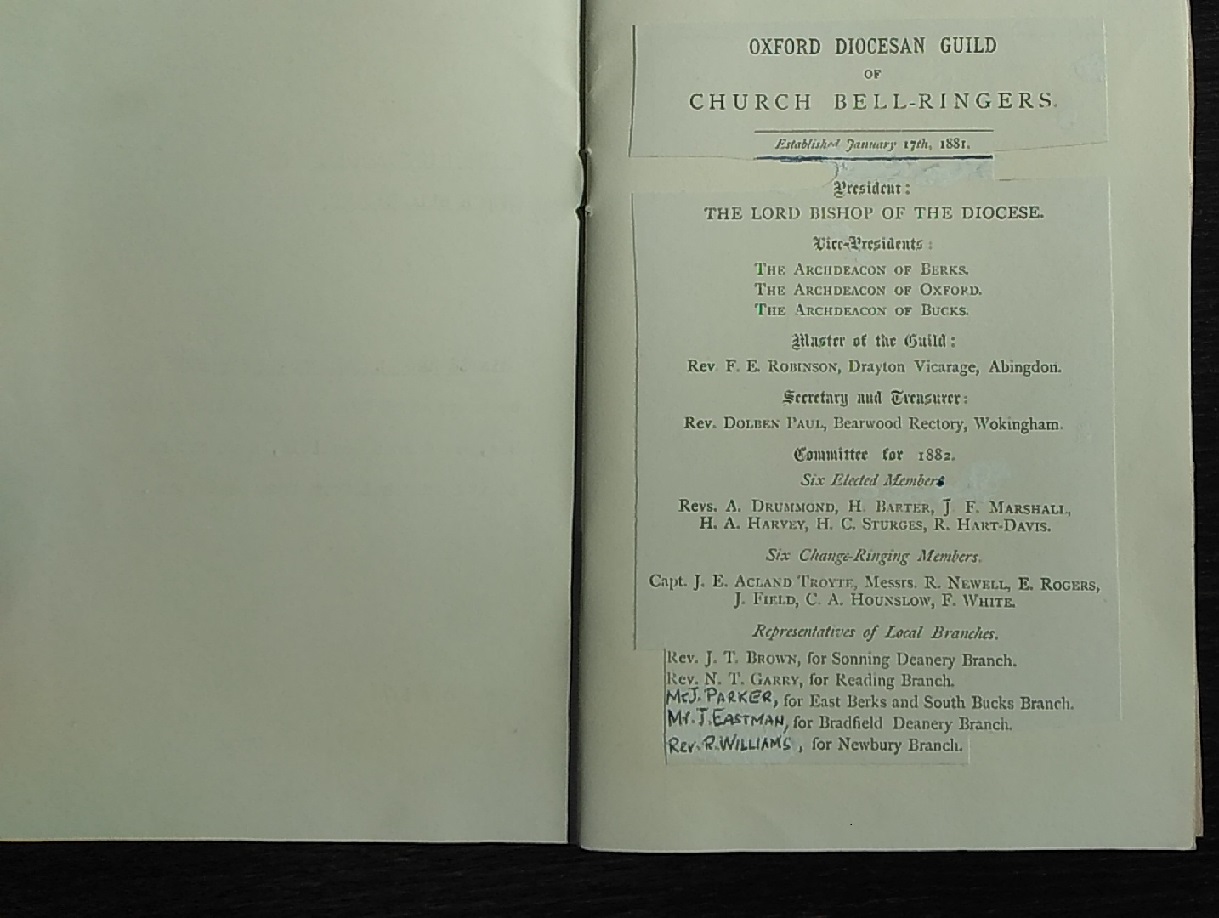 OXFORD DIOCESAN GUILD
OF
CHURCH BELL-RINGERS.
Established January 17th, 1881.
President:
THE LORD BISHOP OF THE DIOCESE.
Vice-Presidents:
THE ARCHDEACON OF BERKS.
THE ARCHDEACON OF OXFORD.
THE ARCHDEACON OF BUCKS.
Master of the Guild:
Rev. F. E. ROBINSON, Drayton Vicarage, Abingdon.
Secretary and Treasurer:
Rev. DOLBEN PAUL, Bearwood Rectory, Wokingham.
Committee for 1882.
Six Elected Members
Revs. A. DRUMMOND, H. BARTER, J. F. MARSHALL,
H. A. HARVEY, H. C. STURGES, R. HART-DAVIS.
Six Change-Ringing Members.
Capt. J. E. ACLAND TROYTE, Messrs. R. NEWELL, E. ROGERS,
J. FIELD, C. A. HOUNSLOW, F. WHITE.
Representatives of Local Branches.
Rev. J. T. BROWN, for Sonning Deanery Branch.
Rev. N. T. GARRY, for Reading Branch.
Mr J. PARKER, for East Berks and South Bucks Branch.
Mr. J. EASTMAN, for Bradfield Deanery Branch.
Rev. R. WILLIAMS, for Newbury Branch.